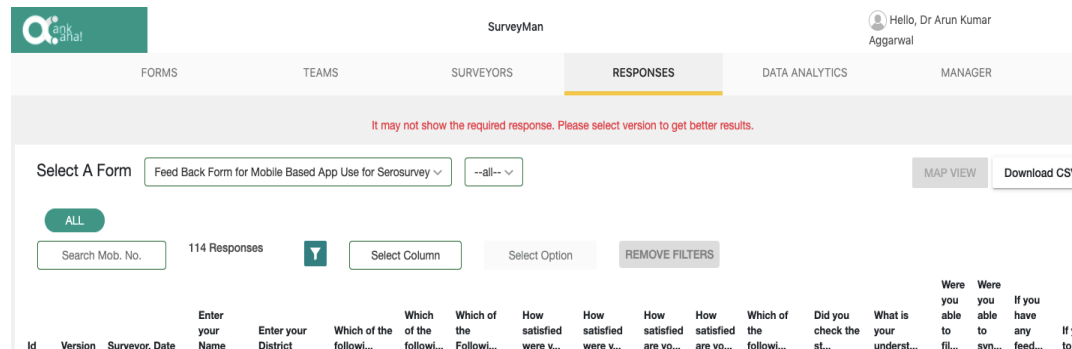 ank
aha!
SurveyMan
Hello, Dr Arun Kumar
Aggarwal
FORMS TEAMS SURVEYORS RESPONSES DATA ANALYTICS MANAGER
It may not show the required response. Please select version to get better results.
Select A Form Feed Back Form for Mobile Based App Use for Serosurvey --all-- MAP VIEW Download CSV
ALL
Search Mob. No. 114 Responses Select Column Select Option REMOVE FILTERS
Were Were
you you If you
Enter Which Which of How How How How Which of Did you What is able able have
your Enter your Which of the of the the satisfied satisfied satisfied satisfied the check the your to to any If
Id Version Surveyor, Date Name District followi... followi... Followi... were y... were y... are yo... are yo... followi... st... underst... fil... syn... feed... to